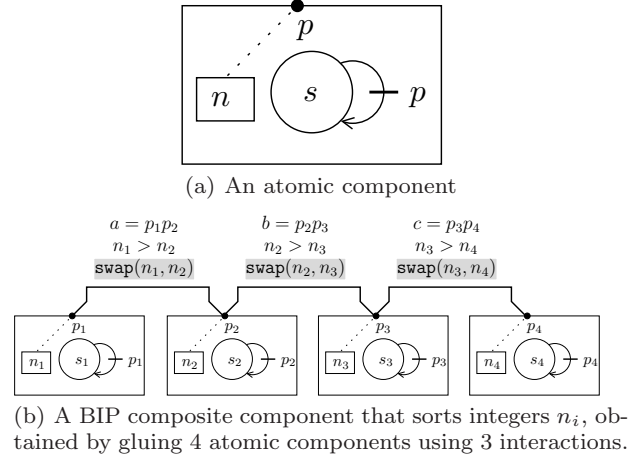 p
n s p
(a) An atomic component
a = p₁p₂ b = p₂p₃ c = p₃p₄
n₁ > n₂ n₂ > n₃ n₃ > n₄
swap(n₁, n₂) swap(n₂, n₃) swap(n₃, n₄)
p₁ p₂ p₃ p₄
n₁ s₁ p₁ n₂ s₂ p₂ n₃ s₃ p₃ n₄ s₄ p₄
(b) A BIP composite component that sorts integers nᵢ, ob-
tained by gluing 4 atomic components using 3 interactions.